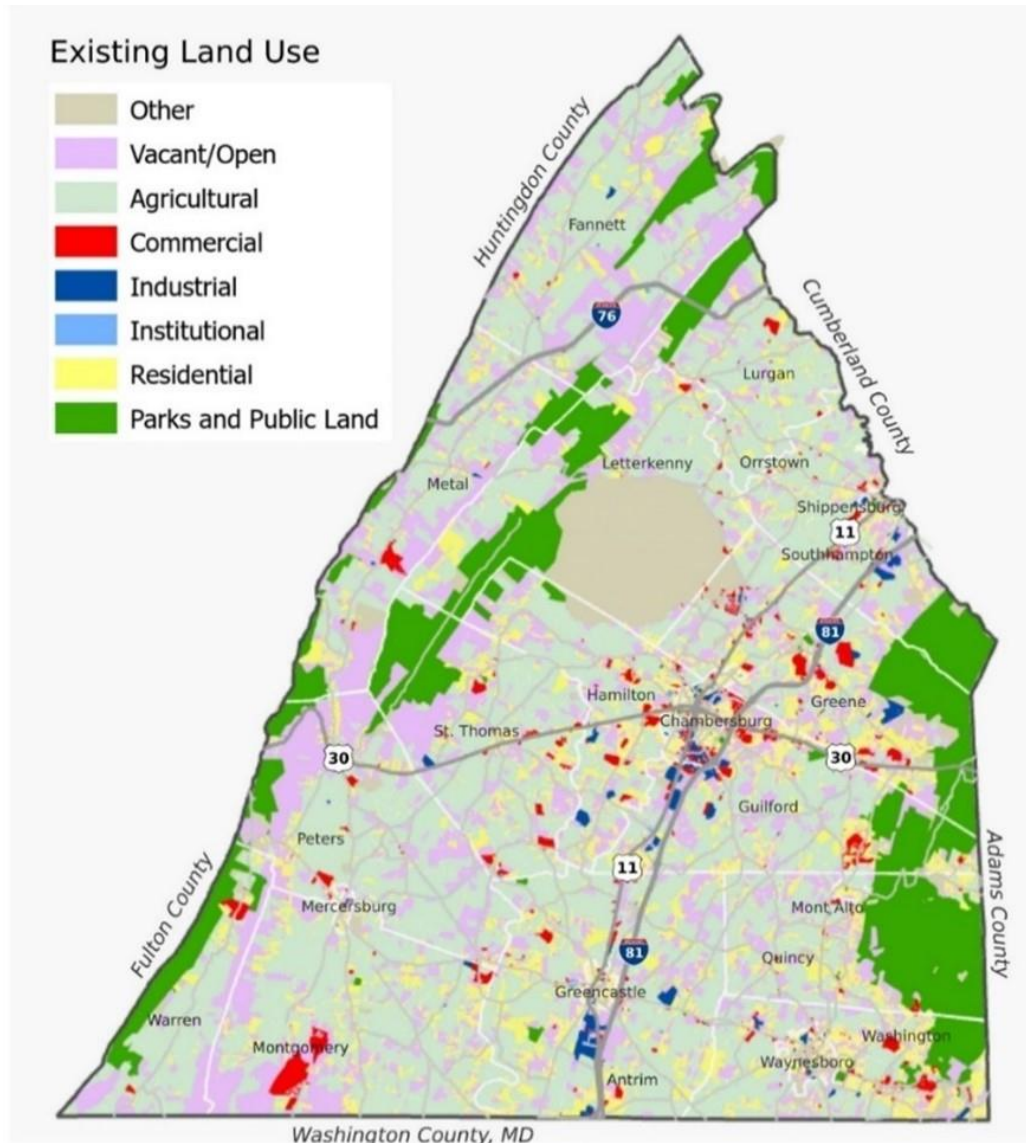 Existing Land Use
Other
Vacant/Open
Agricultural
Commercial
Industrial
Institutional
Residential
Parks and Public Land
Huntingdon County
Fannett
76
Cumberland County
Lurgan
Letterkenny
Orrstown
Metal
Shippensburg
11
Southhampton
81
Hamilton
Greene
Chambersburg
St. Thomas
30
30
Guilford
Peters
11
Adams County
Fulton County
Mercersburg
Mont Alto
81
Quincy
Greencastle
Warren
Washington
Montgomery
Waynesboro
Antrim
Washington County, MD